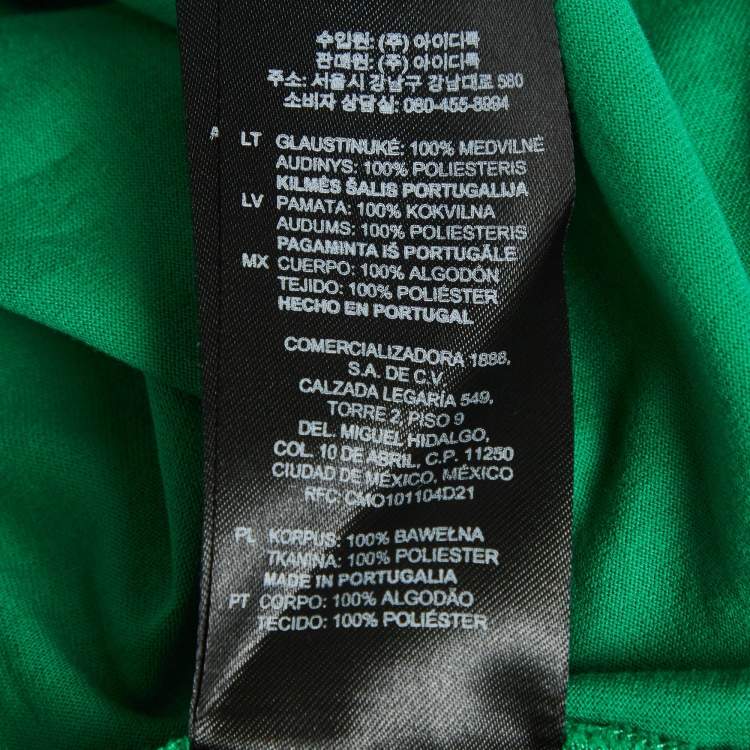 수입원: (주) 아이디룩
판매원: (주) 아이디룩
주소: 서울시 강남구 강남대로 580
소비자 상담실: 080-455-8994
LT GLAUSTINUKĖ: 100% MEDVILNĖ
AUDINYS: 100% POLIESTERIS
KILMĖS ŠALIS PORTUGALIJA
LV PAMATA: 100% KOKVILNA
AUDUMS: 100% POLIESTERIS
PAGAMINTA IŠ PORTUGĀLE
MX CUERPO: 100% ALGODÓN
TEJIDO: 100% POLIÉSTER
HECHO EN PORTUGAL
COMERCIALIZADORA 1888,
S.A. DE C.V.
CALZADA LEGARÍA 549,
TORRE 2, PISO 9
DEL. MIGUEL HIDALGO,
COL. 10 DE ABRIL, C.P. 11250
CIUDAD DE MÉXICO, MÉXICO
RFC: CMO101104D21
PL KORPUS: 100% BAWEŁNA
TKANINA: 100% POLIESTER
MADE IN PORTUGALIA
PT CORPO: 100% ALGODÃO
TECIDO: 100% POLIÉSTER